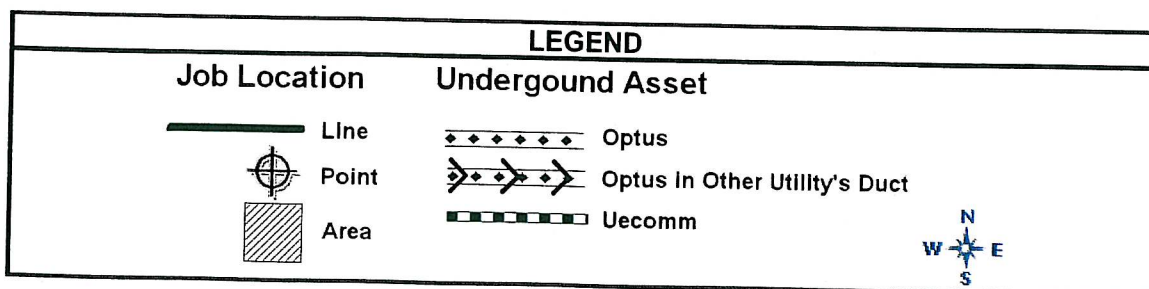 LEGEND
Job Location Undergound Asset
Line Optus
Point Optus in Other Utility's Duct
Area Uecomm
N
W E
S